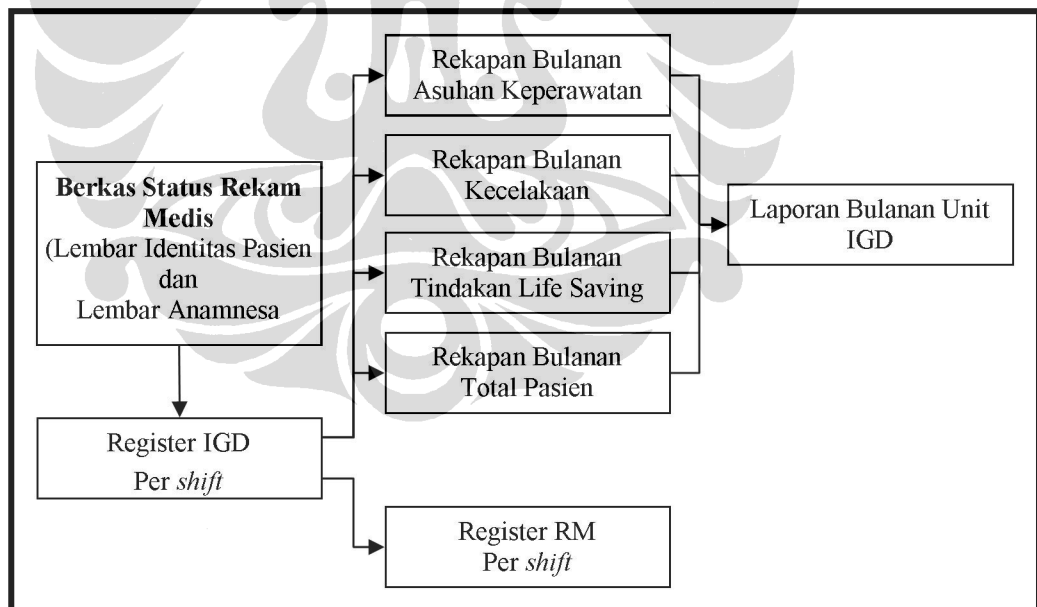 Berkas Status Rekam
Medis
(Lembar Identitas Pasien
dan
Lembar Anamnesa
Register IGD
Per shift
Rekapan Bulanan
Asuhan Keperawatan
Rekapan Bulanan
Kecelakaan
Rekapan Bulanan
Tindakan Life Saving
Rekapan Bulanan
Total Pasien
Register RM
Per shift
Laporan Bulanan Unit
IGD